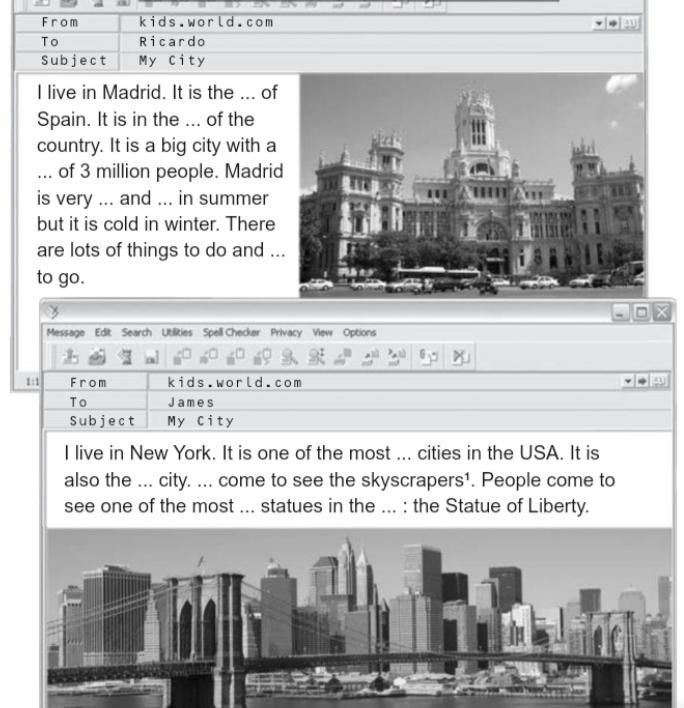 From kids.world.com
To Ricardo
Subject My City
I live in Madrid. It is the ... of
Spain. It is in the ... of the
country. It is a big city with a
... of 3 million people. Madrid
is very ... and ... in summer
but it is cold in winter. There
are lots of things to do and ...
to go.
Message Edit Search Utilities Spell Checker Privacy View Options
1:1
From kids.world.com
To James
Subject My City
I live in New York. It is one of the most ... cities in the USA. It is
also the ... city. ... come to see the skyscrapers¹. People come to
see one of the most ... statues in the ... : the Statue of Liberty.